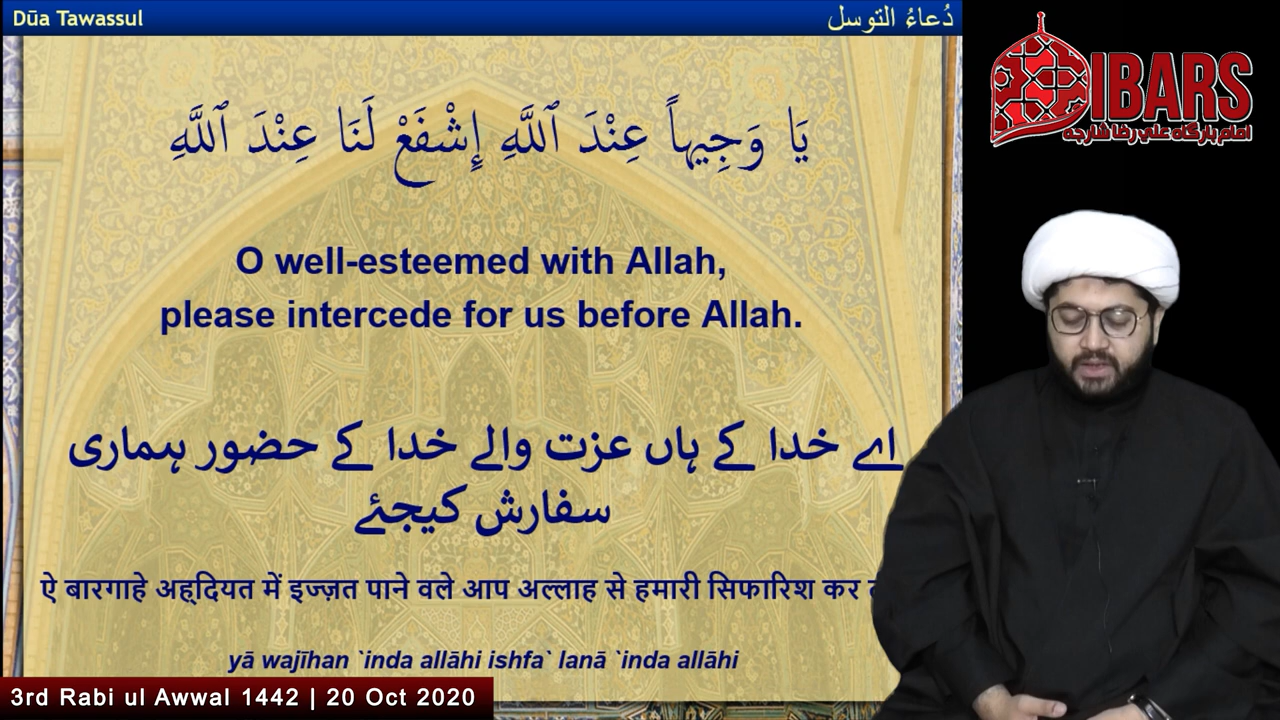 Dūa Tawassul
دُعاءُ التوسل
IBARS
امام بارگاه علي رضا شارجه
يَا وَجِيهاً عِنْدَ ٱللَّهِ إِشْفَعْ لَنَا عِنْدَ ٱللَّهِ
O well-esteemed with Allah,
please intercede for us before Allah.
اے خدا کے ہاں عزت والے خدا کے حضور ہماری
سفارش کیجئے
ऐ बारगाहे अह्दियत में इज्ज़त पाने वले आप अल्लाह से हमारी सिफारिश कर
yā wajīhan `inda allāhi ishfa` lanā `inda allāhi
3rd Rabi ul Awwal 1442 | 20 Oct 2020